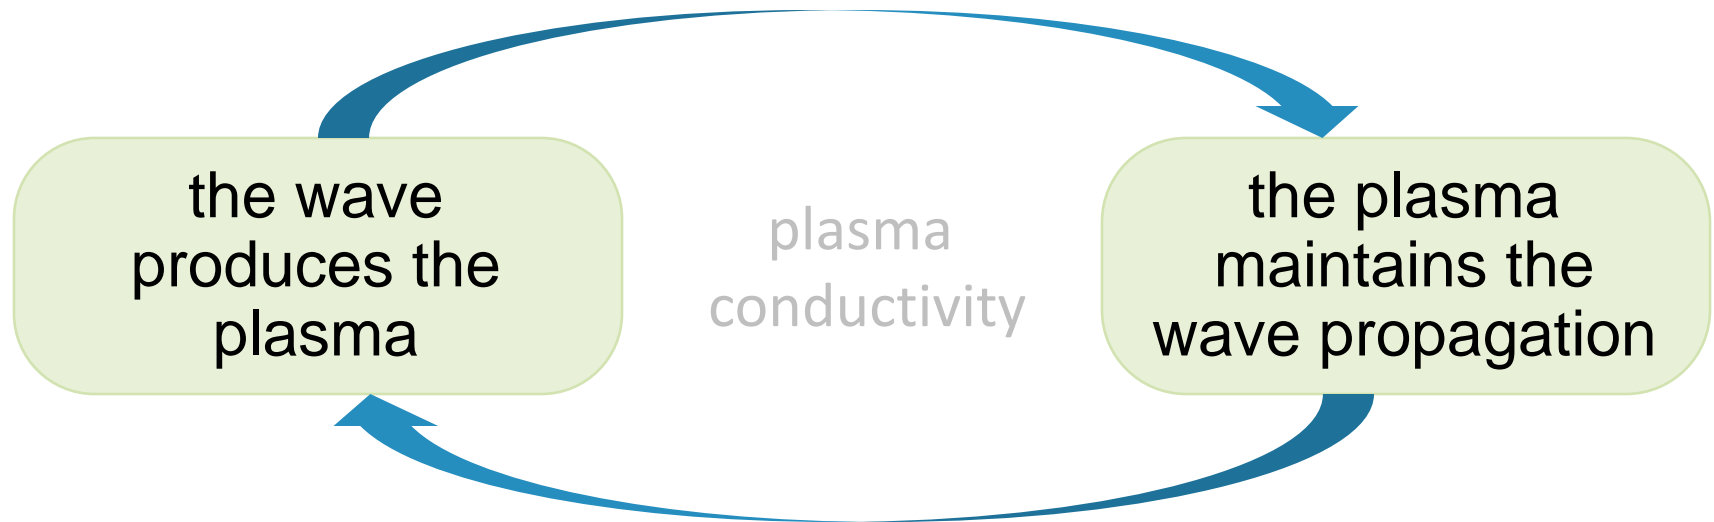 the wave
produces the
plasma
plasma
conductivity
the plasma
maintains the
wave propagation